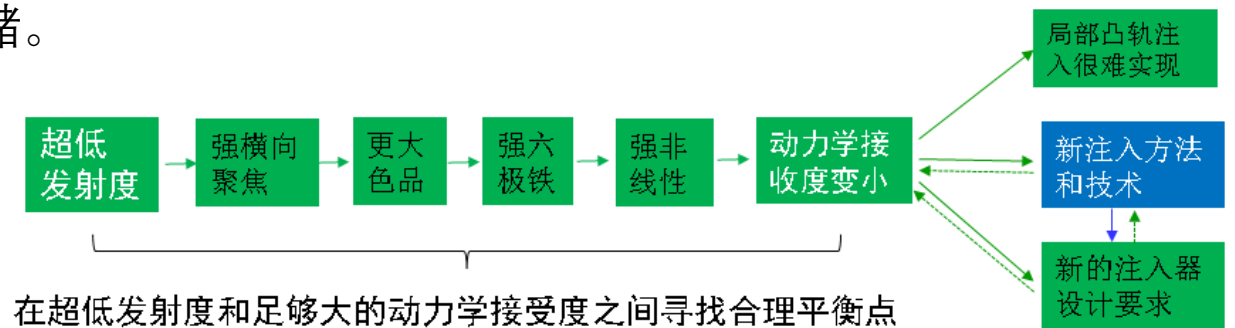 储。
局部凸轨注
入很难实现
超低
发射度
强横向
聚焦
更大
色品
强六
极铁
强非
线性
动力学接
收度变小
新注入方法
和技术
新的注入器
设计要求
在超低发射度和足够大的动力学接受度之间寻找合理平衡点